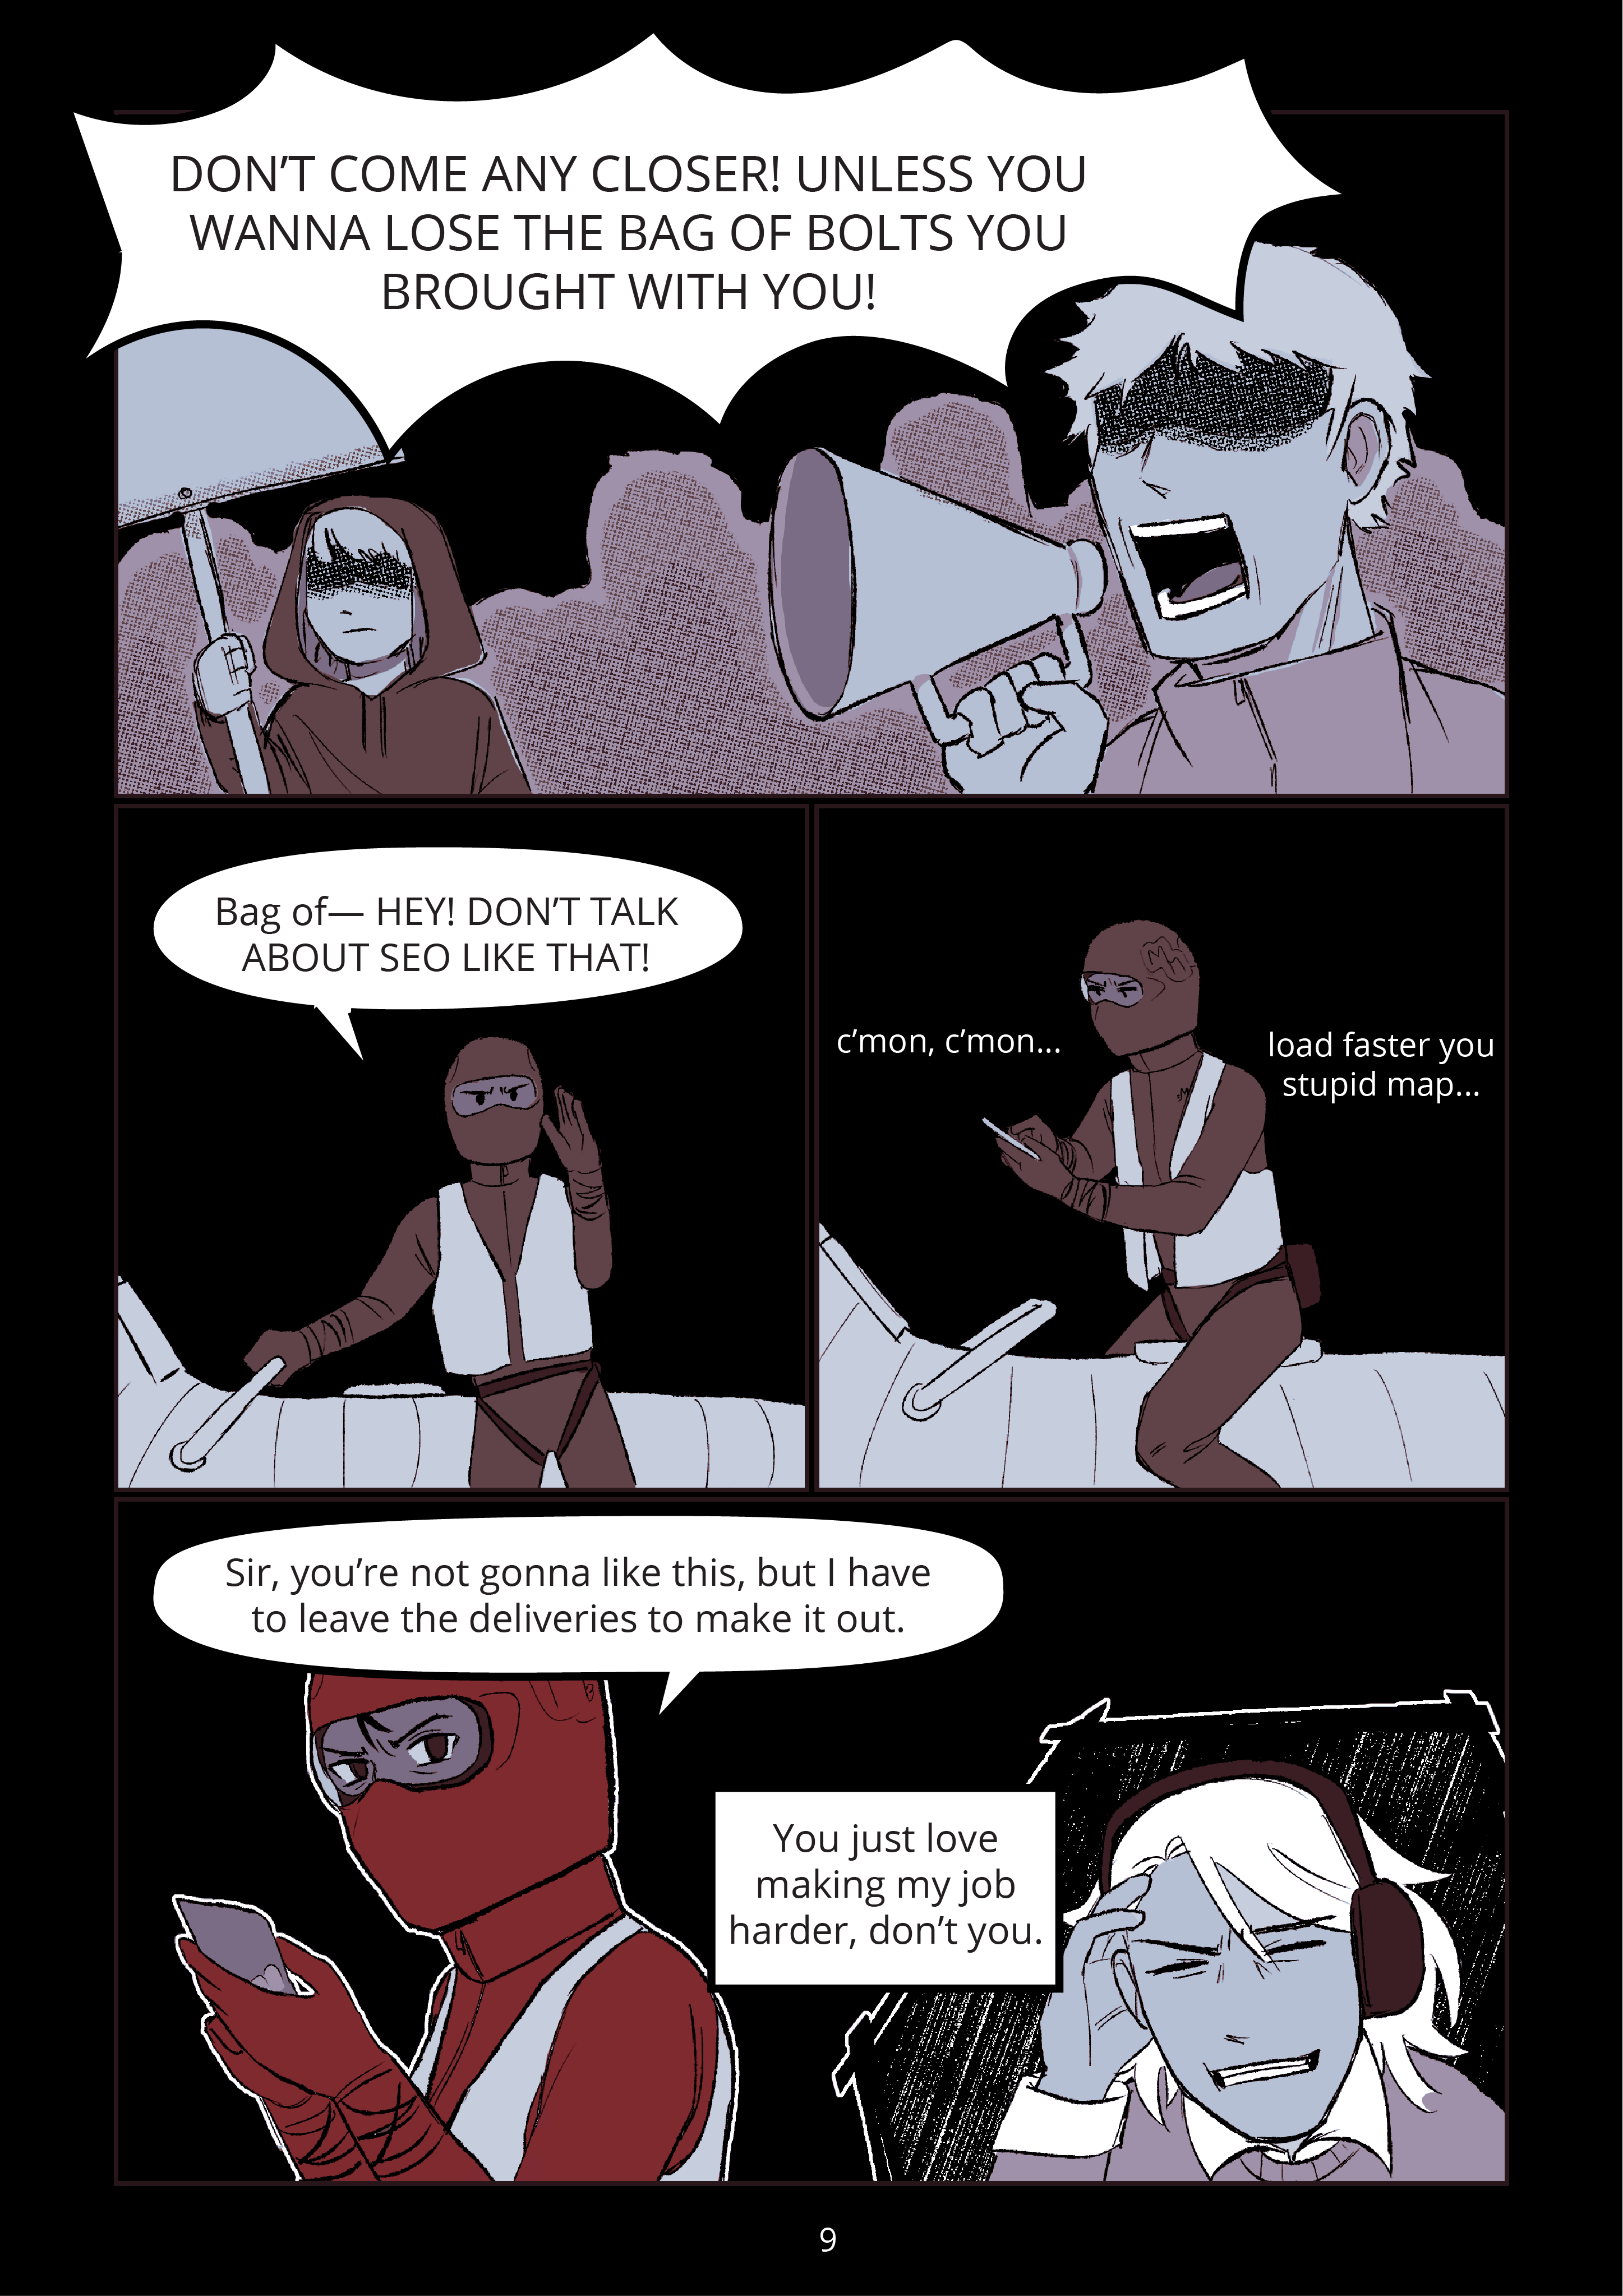 DON’T COME ANY CLOSER! UNLESS YOU
WANNA LOSE THE BAG OF BOLTS YOU
BROUGHT WITH YOU!
Bag of— HEY! DON’T TALK
ABOUT SEO LIKE THAT!
c’mon, c’mon...
load faster you
stupid map...
Sir, you’re not gonna like this, but I have
to leave the deliveries to make it out.
You just love
making my job
harder, don’t you.
9